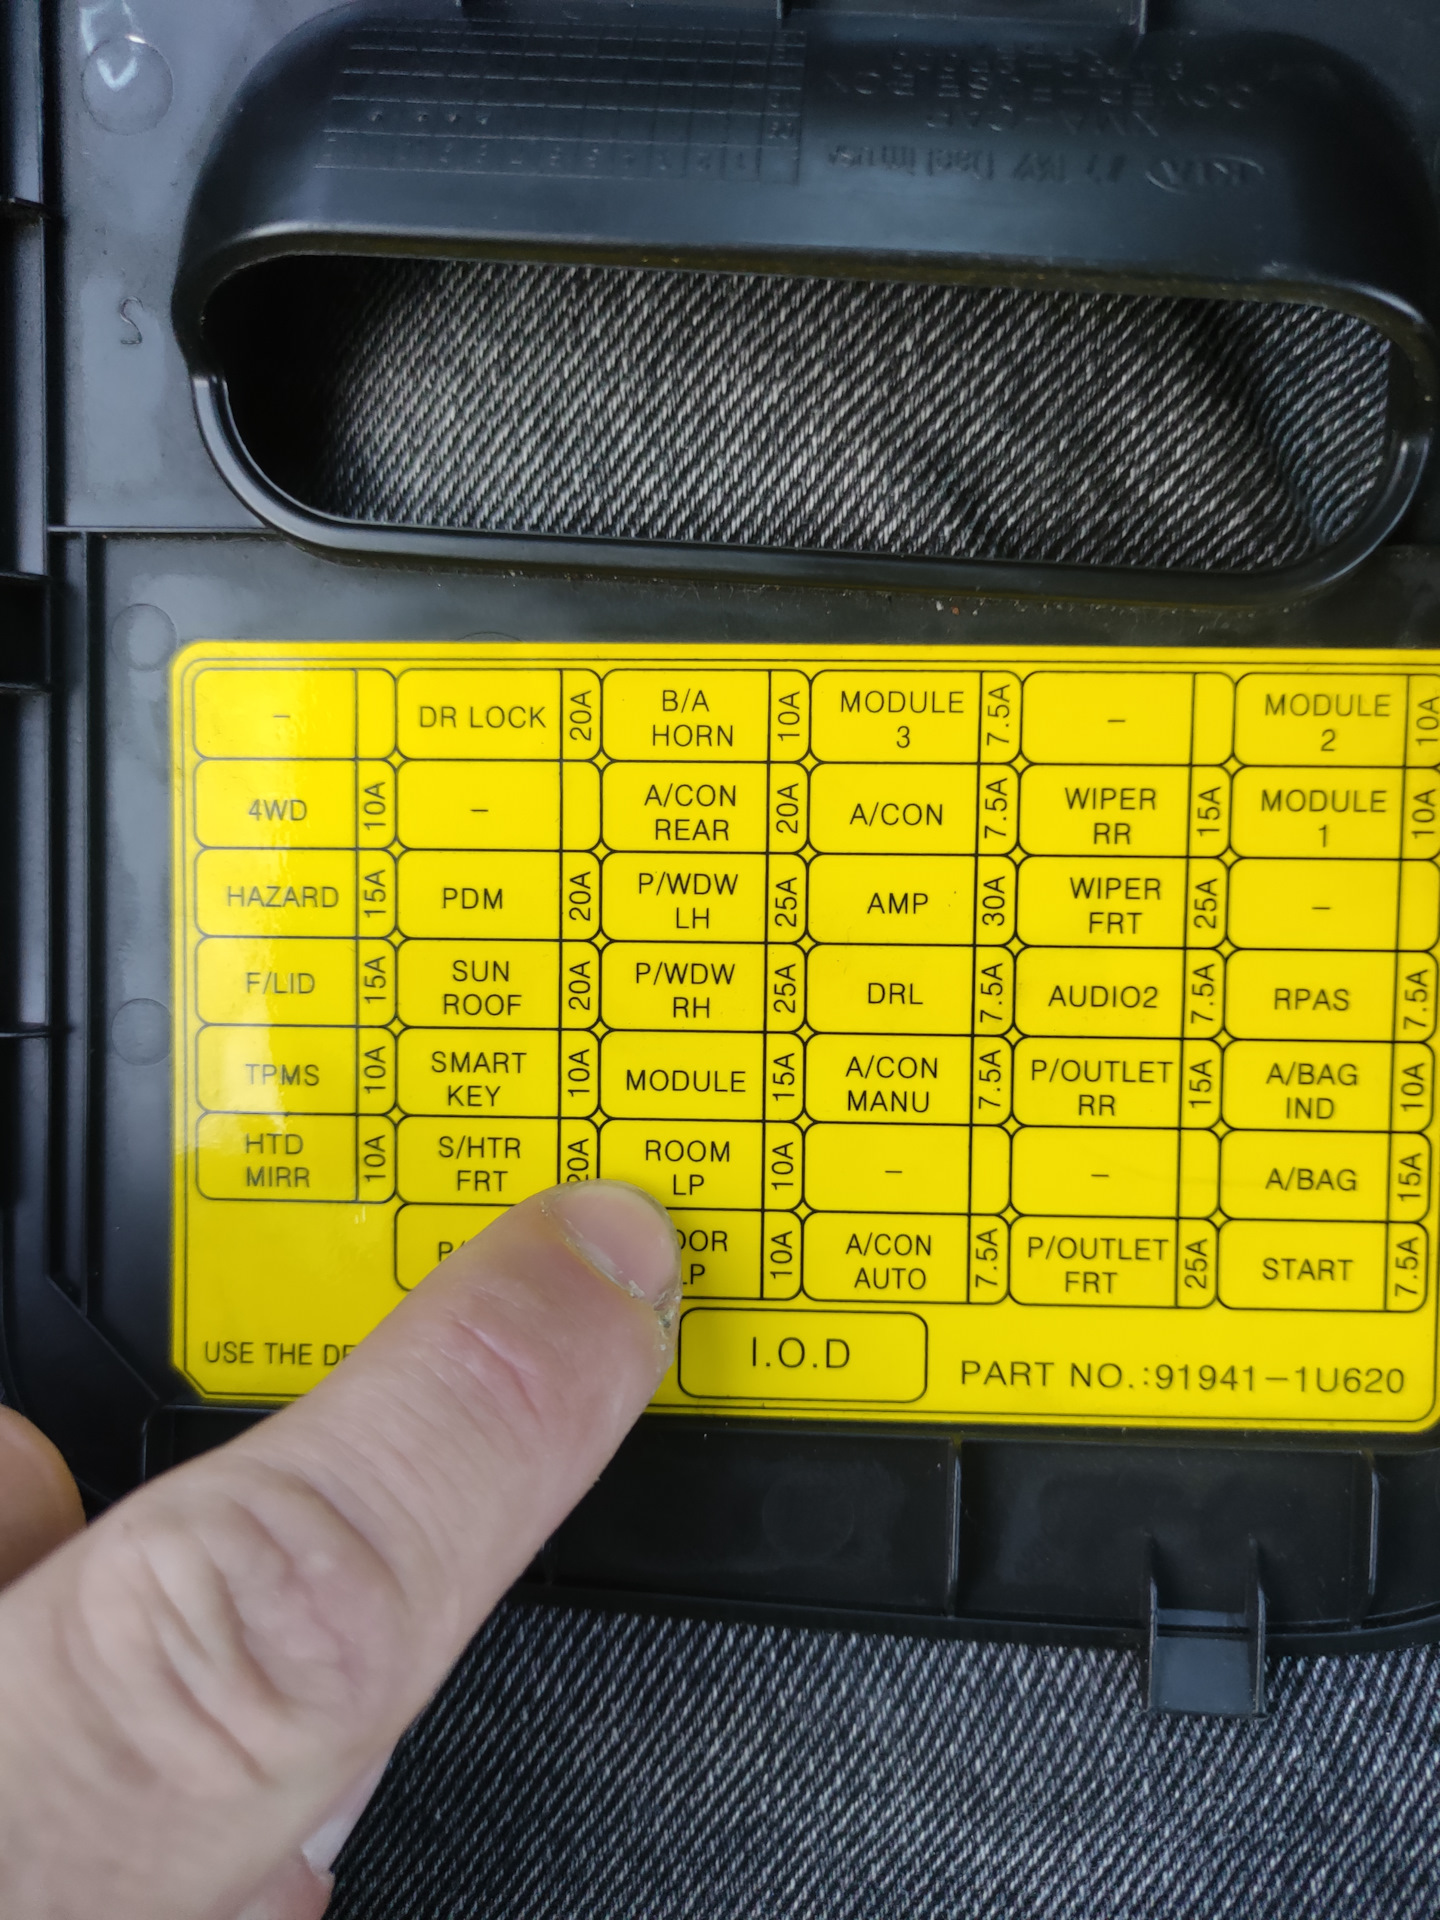 - DR LOCK 20A B/A HORN 10A MODULE 3 7.5A - MODULE 2 10A
4WD 10A - A/CON REAR 20A A/CON 7.5A WIPER RR 15A MODULE 1 10A
HAZARD 15A PDM 20A P/WDW LH 25A AMP 30A WIPER FRT 25A -
F/LID 15A SUN ROOF 20A P/WDW RH 25A DRL 7.5A AUDIO2 7.5A RPAS 7.5A
TPMS 10A SMART KEY 10A MODULE 15A A/CON MANU 7.5A P/OUTLET RR 15A A/BAG IND 10A
HTD MIRR 10A S/HTR FRT 20A ROOM LP 10A - - A/BAG 15A
P/ OOR LP 10A A/CON AUTO 7.5A P/OUTLET FRT 25A START 7.5A
USE THE DE I.O.D PART NO.:91941-1U620